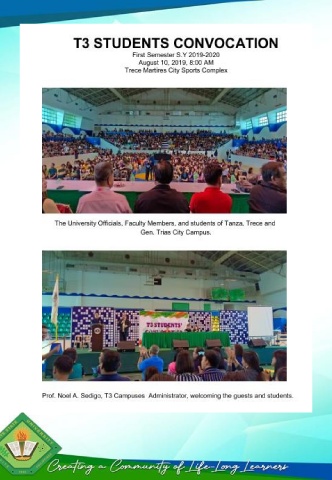 T3 STUDENTS CONVOCATION
First Semester S.Y 2019-2020
August 10, 2019, 8:00 AM
Trece Martires City Sports Complex
The University Officials, Faculty Members, and students of Tanza, Trece and
Gen. Trias City Campus.
T3 STUDENTS'
Prof. Noel A. Sedigo, T3 Campuses Administrator, welcoming the guests and students.
Creating a Community of Life-Long Learners